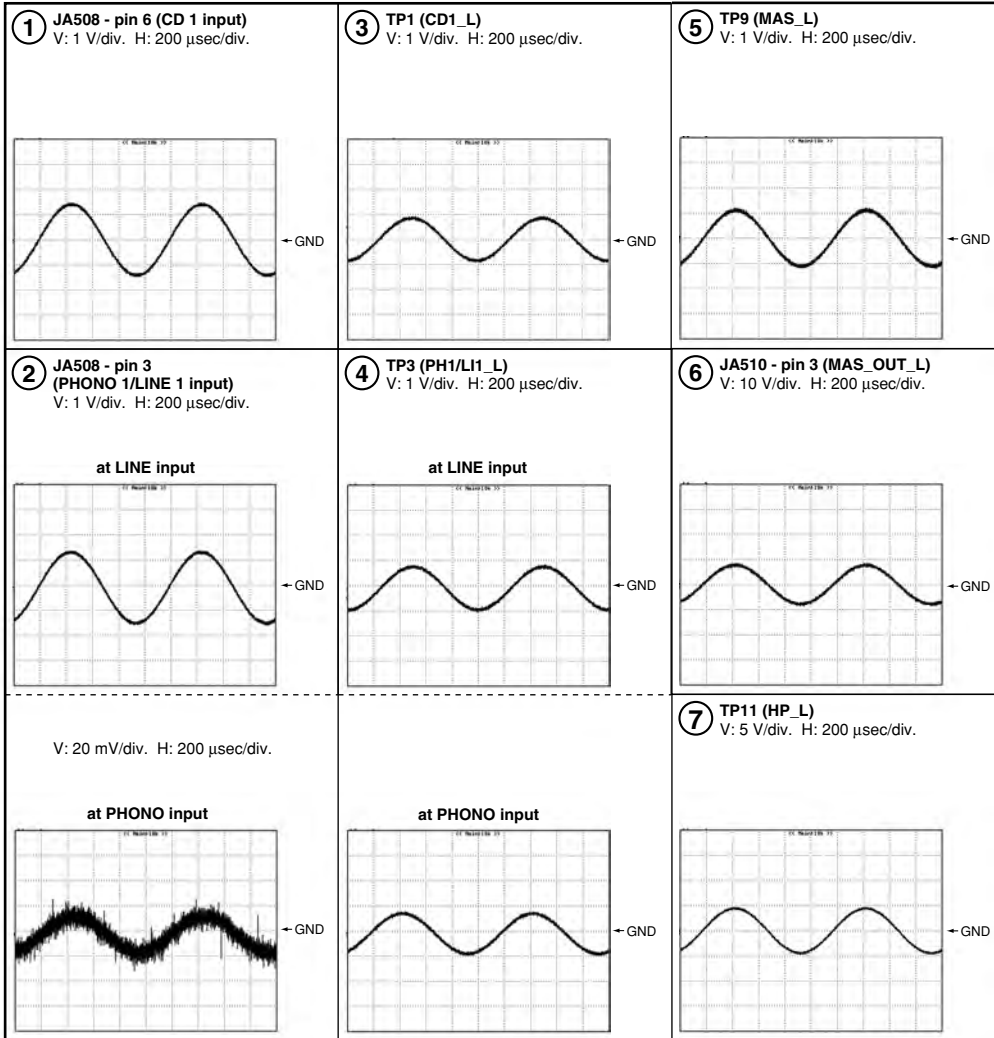 1 JA508 - pin 6 (CD 1 input)
V: 1 V/div. H: 200 µsec/div.
GND
2 JA508 - pin 3
(PHONO 1/LINE 1 input)
V: 1 V/div. H: 200 µsec/div.
at LINE input
GND
V: 20 mV/div. H: 200 µsec/div.
at PHONO input
GND
3 TP1 (CD1_L)
V: 1 V/div. H: 200 µsec/div.
GND
4 TP3 (PH1/LI1_L)
V: 1 V/div. H: 200 µsec/div.
at LINE input
GND
at PHONO input
GND
5 TP9 (MAS_L)
V: 1 V/div. H: 200 µsec/div.
GND
6 JA510 - pin 3 (MAS_OUT_L)
V: 10 V/div. H: 200 µsec/div.
GND
7 TP11 (HP_L)
V: 5 V/div. H: 200 µsec/div.
GND